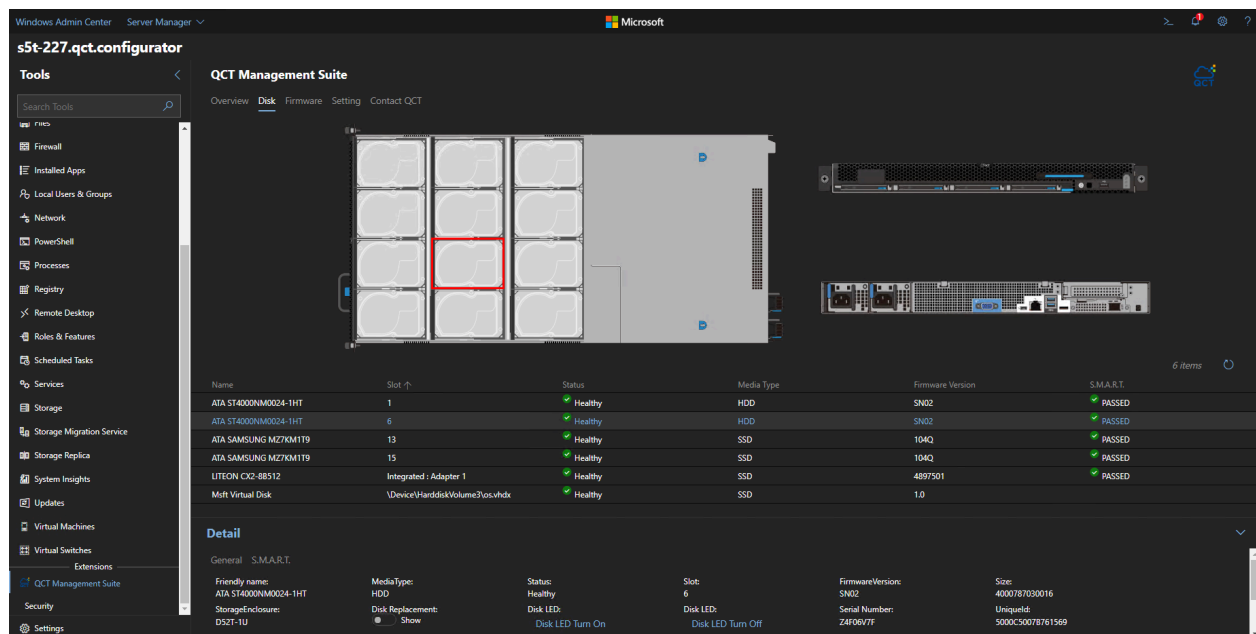 Windows Admin Center Server Manager
Microsoft
1
s5t-227.qct.configurator
Tools
Search Tools
Files
Firewall
Installed Apps
Local Users & Groups
Network
PowerShell
Processes
Registry
Remote Desktop
Roles & Features
Scheduled Tasks
Services
Storage
Storage Migration Service
Storage Replica
System Insights
Updates
Virtual Machines
Virtual Switches
Extensions
QCT Management Suite
Security
Settings
QCT Management Suite
QCT
Overview Disk Firmware Setting Contact QCT
6 items
Name Slot Status Media Type Firmware Version S.M.A.R.T.
ATA ST4000NM0024-1HT 1 Healthy HDD SN02 PASSED
ATA ST4000NM0024-1HT 6 Healthy HDD SN02 PASSED
ATA SAMSUNG MZ7KM1T9 13 Healthy SSD 104Q PASSED
ATA SAMSUNG MZ7KM1T9 15 Healthy SSD 104Q PASSED
LITEON CX2-8B512 Integrated : Adapter 1 Healthy SSD 4897501 PASSED
Msft Virtual Disk \Device\HarddiskVolume3\os.vhdx Healthy SSD 1.0
Detail
General S.M.A.R.T.
Friendly name: MediaType: Status: Slot: FirmwareVersion: Size:
ATA ST4000NM0024-1HT HDD Healthy 6 SN02 4000787030016
StorageEnclosure: Disk Replacement: Disk LED: Disk LED: Serial Number: UniqueId:
D52T-1U Show Disk LED Turn On Disk LED Turn Off Z4F06V7F 5000C50078761569